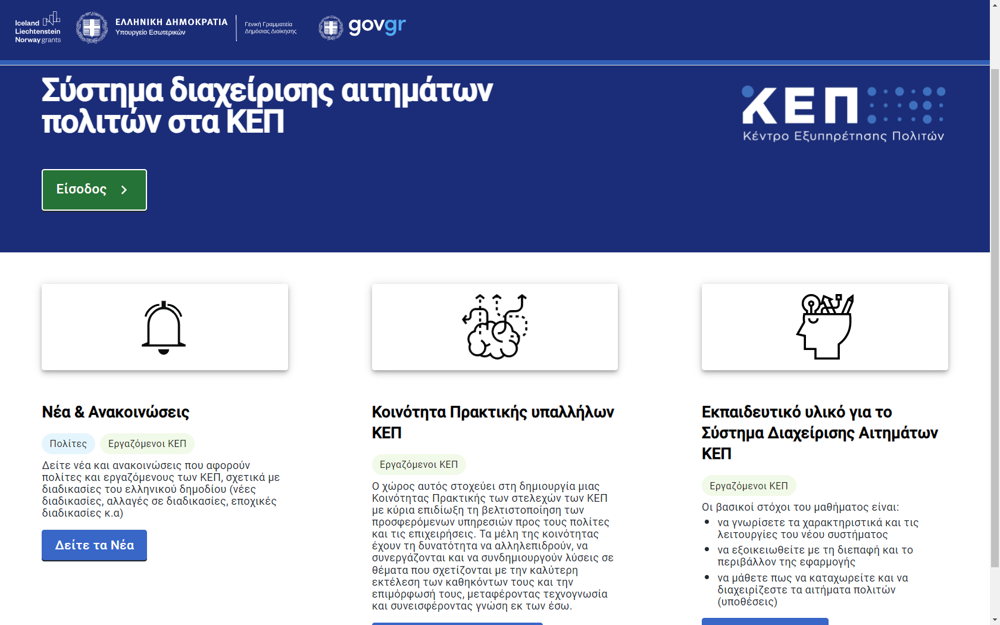 Iceland
Liechtenstein
Norway grants
ΕΛΛΗΝΙΚΗ ΔΗΜΟΚΡΑΤΙΑ
Υπουργείο Εσωτερικών
Γενική Γραμματεία
Δημόσιας Διοίκησης
govgr
Σύστημα διαχείρισης αιτημάτων
πολιτών στα ΚΕΠ
ΚΕΠ
Κέντρο Εξυπηρέτησης Πολιτών
Είσοδος
Νέα & Ανακοινώσεις
Πολίτες
Εργαζόμενοι ΚΕΠ
Δείτε νέα και ανακοινώσεις που αφορούν
πολίτες και εργαζόμενους των ΚΕΠ, σχετικά με
διαδικασίες του ελληνικού δημοδίου (νέες
διαδικασίες, αλλαγές σε διαδικασίες, εποχικές
διαδικασίες κ.α)
Δείτε τα Νέα
Κοινότητα Πρακτικής υπαλλήλων
ΚΕΠ
Εργαζόμενοι ΚΕΠ
Ο χώρος αυτός στοχεύει στη δημιουργία μιας
Κοινότητας Πρακτικής των στελεχών των ΚΕΠ
με κύρια επιδίωξη τη βελτιστοποίηση των
προσφερόμενων υπηρεσιών προς τους πολίτες
και τις επιχειρήσεις. Τα μέλη της κοινότητας
έχουν τη δυνατότητα να αλληλεπιδρούν, να
συνεργάζονται και να συνδημιουργούν λύσεις σε
θέματα που σχετίζονται με την καλύτερη
εκτέλεση των καθηκόντων τους και την
επιμόρφωσή τους, μεταφέροντας τεχνογνωσία
και συνεισφέροντας γνώση εκ των έσω.
Εκπαιδευτικό υλικό για το
Σύστημα Διαχείρισης Αιτημάτων
ΚΕΠ
Εργαζόμενοι ΚΕΠ
Οι βασικοί στόχοι του μαθήματος είναι:
να γνωρίσετε τα χαρακτηριστικά και τις
λειτουργίες του νέου συστήματος
να εξοικειωθείτε με τη διεπαφή και το
περιβάλλον της εφαρμογής
να μάθετε πως να καταχωρείτε και να
διαχειρίζεστε τα αιτήματα πολιτών
(υποθέσεις)